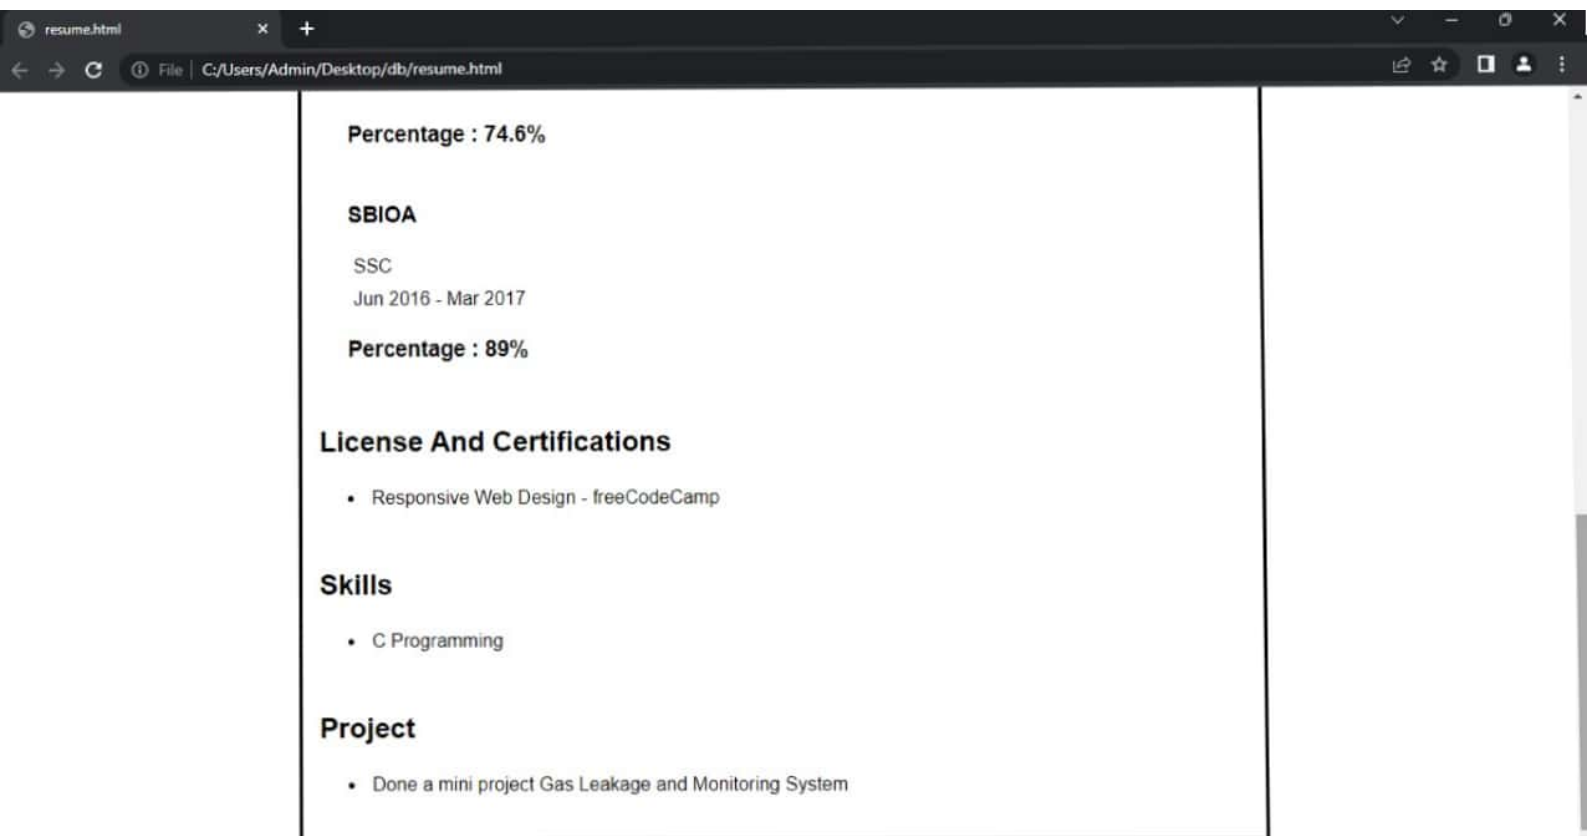 resume.html
File | C:/Users/Admin/Desktop/db/resume.html
Percentage : 74.6%
SBIOA
SSC
Jun 2016 - Mar 2017
Percentage : 89%
License And Certifications
• Responsive Web Design - freeCodeCamp
Skills
• C Programming
Project
• Done a mini project Gas Leakage and Monitoring System